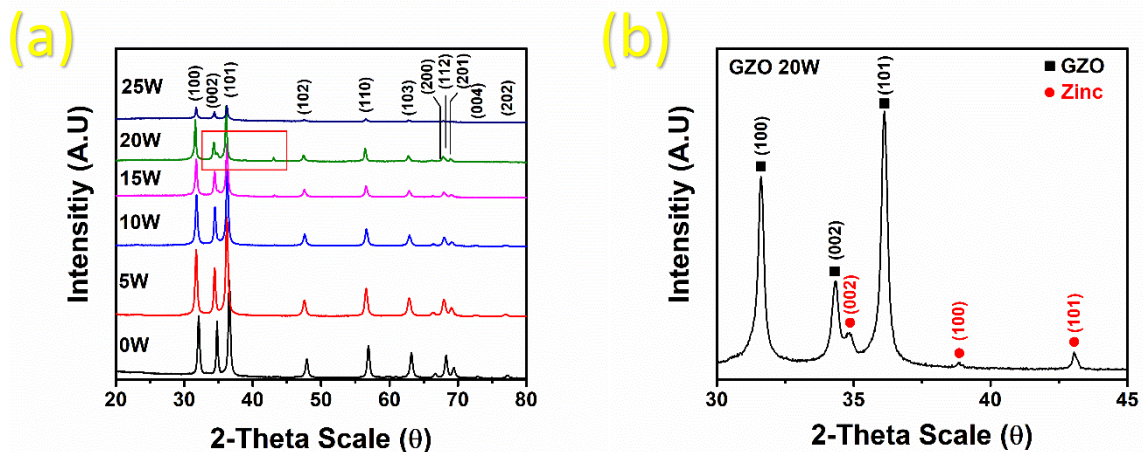 (a)
25W
20W
15W
10W
5W
0W
(100)
(002)
(101)
(102)
(110)
(103)
(200)
(112)
(201)
(004)
(202)
Intensitiy (A.U)
20 30 40 50 60 70 80
2-Theta Scale (θ)
(b)
GZO 20W
GZO
Zinc
(100)
(002)
(002)
(101)
(100)
(101)
Intensitiy (A.U)
30 35 40 45
2-Theta Scale (θ)